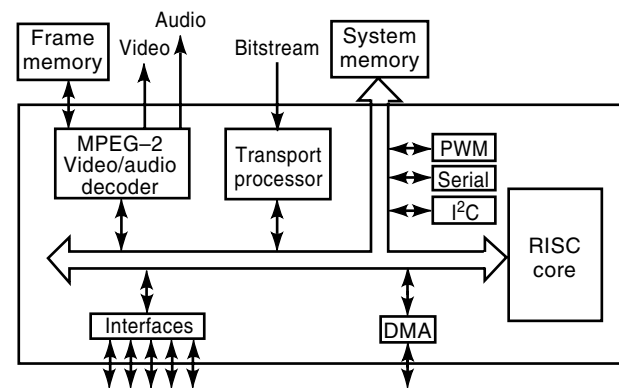 Audio
Frame
memory
Video
Bitstream
System
memory
MPEG–2
Video/audio
decoder
Transport
processor
PWM
Serial
I²C
RISC
core
Interfaces
DMA